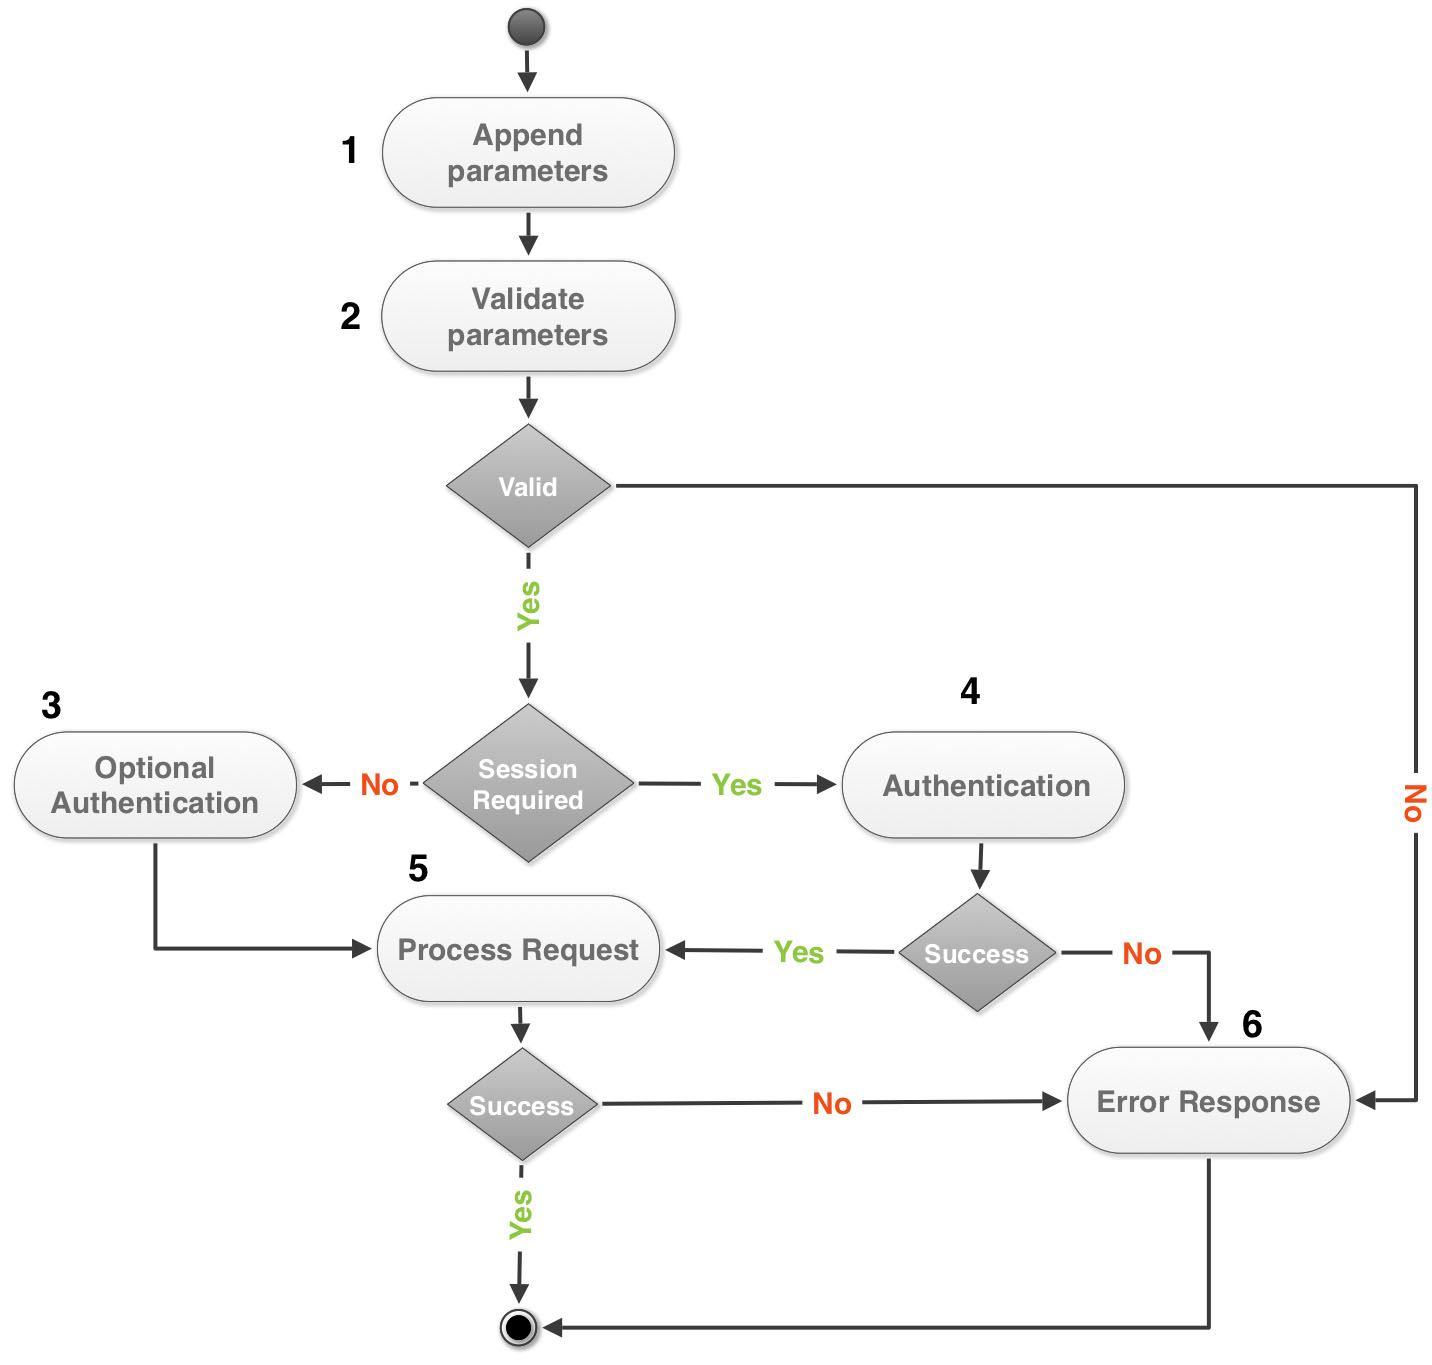 1
Append
parameters
2
Validate
parameters
Valid
Yes
No
3
Optional
Authentication
No
Session
Required
Yes
4
Authentication
5
Process Request
Yes
Success
No
6
Error Response
Success
No
Yes